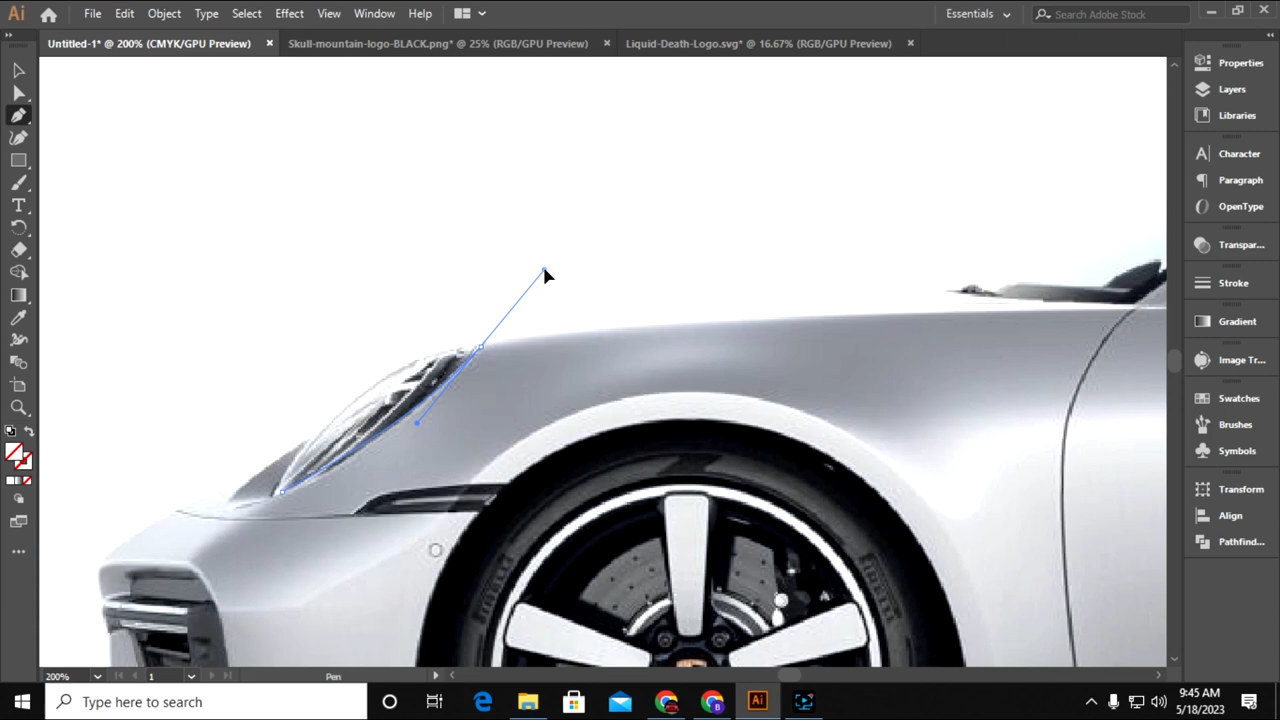 Ai File Edit Object Type Select Effect View Window Help Essentials Search Adobe Stock
Untitled-1* @ 200% (CMYK/GPU Preview) Skull-mountain-logo-BLACK.png* @ 25% (RGB/GPU Preview) Liquid-Death-Logo.svg* @ 16.67% (RGB/GPU Preview)
Properties
Layers
Libraries
Character
Paragraph
OpenType
Transpar...
Stroke
Gradient
Image Tr...
Swatches
Brushes
Symbols
Transform
Align
Pathfind...
PIRELLI
PIRELLI
200% 1 Pen
Type here to search
Ai
9:45 AM
5/18/2023